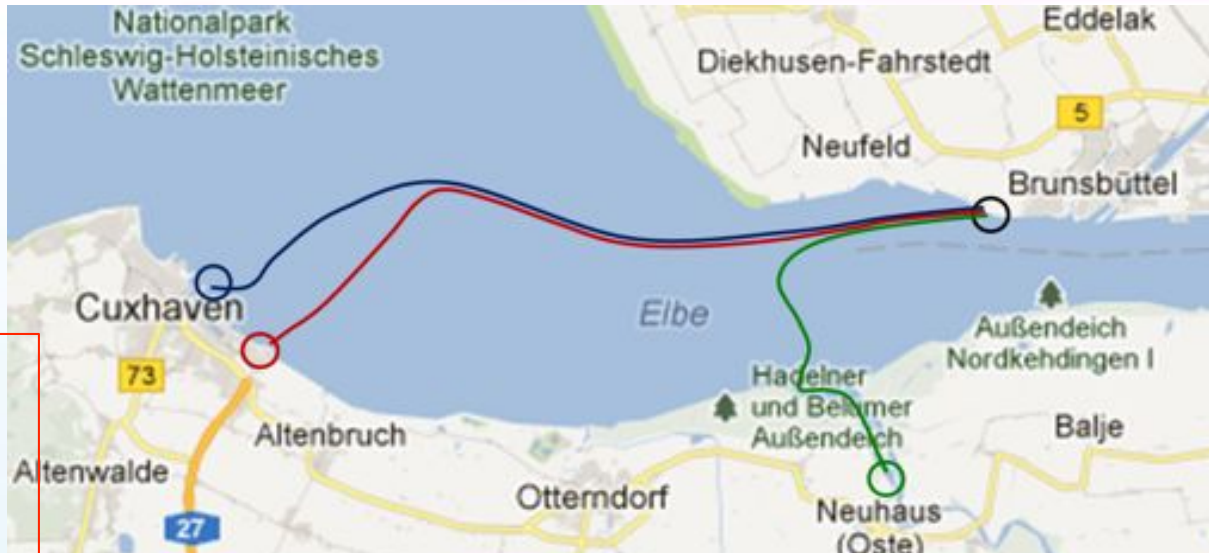 Nationalpark
Schleswig-Holsteinisches
Wattenmeer
Eddelak
Diekhusen-Fahrstedt
5
Neufeld
Brunsbüttel
Cuxhaven
Elbe
Außendeich
Nordkehdingen I
73
Hadelner
und Belumer
Außendeich
Altenbruch
Balje
Altenwalde
Otterndorf
Neuhaus
(Oste)
27